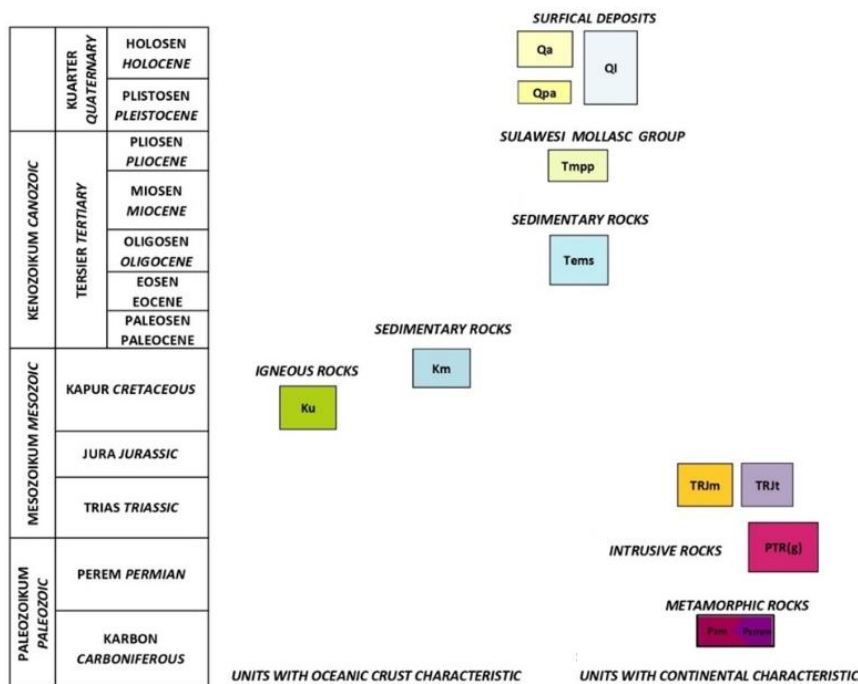 SURFICAL DEPOSITS
KUARTER
QUATERNARY
HOLOSEN
HOLOCENE
Qa
Ql
PLISTOSEN
PLEISTOCENE
Qpa
KENOZOIKUM CANOZOIC
TERSIER TERTIARY
PLIOSEN
PLIOCENE
SULAWESI MOLLASC GROUP
Tmpp
MIOSEN
MIOCENE
SEDIMENTARY ROCKS
OLIGOSEN
OLIGOCENE
Tems
EOSEN
EOCENE
PALEOSEN
PALEOCENE
SEDIMENTARY ROCKS
MESOZOIKUM MESOZOIC
KAPUR CRETACEOUS
IGNEOUS ROCKS
Km
Ku
JURA JURASSIC
TRJm
TRJt
TRIAS TRIASSIC
INTRUSIVE ROCKS
PTR(g)
PALEOZOIKUM
PALEOZOIC
PEREM PERMIAN
METAMORPHIC ROCKS
KARBON
CARBONIFEROUS
UNITS WITH OCEANIC CRUST CHARACTERISTIC
UNITS WITH CONTINENTAL CHARACTERISTIC